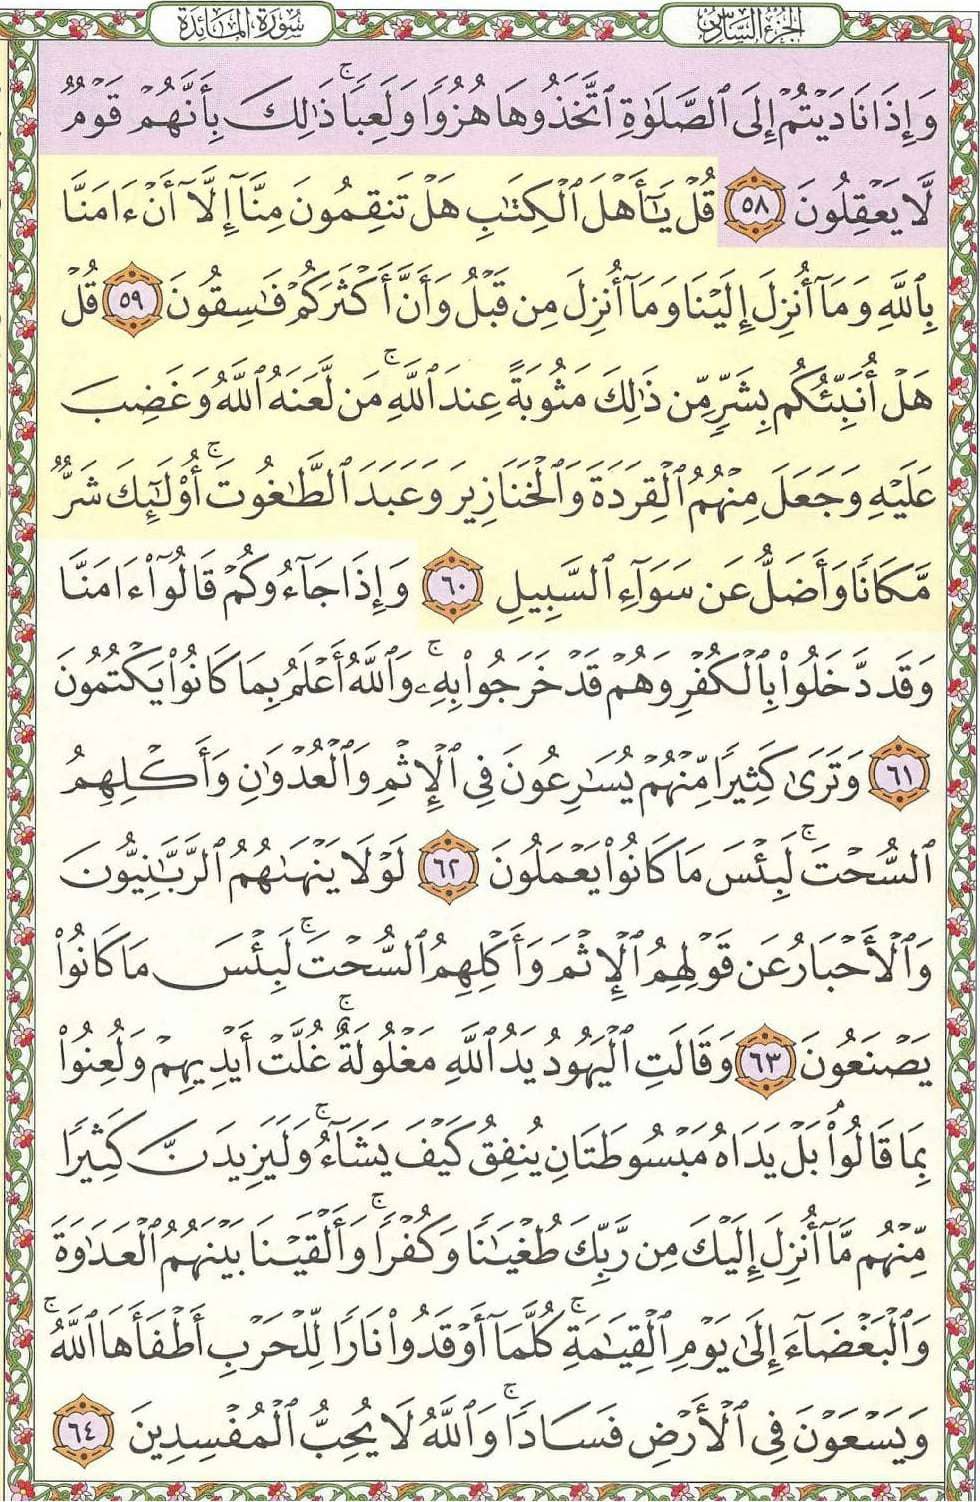 الجزء السادس
سورة المائدة
وَإِذَا نَادَيْتُمْ إِلَى ٱلصَّلَوٰةِ ٱتَّخَذُوهَا هُزُوًا وَلَعِبًا ۚ ذَٰلِكَ بِأَنَّهُمْ قَوْمٌ
لَّا يَعْقِلُونَ ٥٨ قُلْ يَـٰٓأَهْلَ ٱلْكِتَـٰبِ هَلْ تَنقِمُونَ مِنَّآ إِلَّآ أَنْ ءَامَنَّا
بِٱللَّهِ وَمَآ أُنزِلَ إِلَيْنَا وَمَآ أُنزِلَ مِن قَبْلُ وَأَنَّ أَكْثَرَكُمْ فَـٰسِقُونَ ٥٩ قُلْ
هَلْ أُنَبِّئُكُم بِشَرٍّ مِّن ذَٰلِكَ مَثُوبَةً عِندَ ٱللَّهِ ۚ مَن لَّعَنَهُ ٱللَّهُ وَغَضِبَ
عَلَيْهِ وَجَعَلَ مِنْهُمُ ٱلْقِرَدَةَ وَٱلْخَنَازِيرَ وَعَبَدَ ٱلطَّـٰغُوتَ ۚ أُو۟لَـٰٓئِكَ شَرٌّ
مَّكَانًا وَأَضَلُّ عَن سَوَآءِ ٱلسَّبِيلِ ٦٠ وَإِذَا جَآءُوكُمْ قَالُوٓا۟ ءَامَنَّا
وَقَد دَّخَلُوا۟ بِٱلْكُفْرِ وَهُمْ قَدْ خَرَجُوا۟ بِهِۦ ۚ وَٱللَّهُ أَعْلَمُ بِمَا كَانُوا۟ يَكْتُمُونَ
٦١ وَتَرَىٰ كَثِيرًا مِّنْهُمْ يُسَـٰرِعُونَ فِى ٱلْإِثْمِ وَٱلْعُدْوَٰنِ وَأَكْلِهِمُ
ٱلسُّحْتَ ۚ لَبِئْسَ مَا كَانُوا۟ يَعْمَلُونَ ٦٢ لَوْلَا يَنْهَىٰهُمُ ٱلرَّبَّـٰنِيُّونَ
وَٱلْأَحْبَارُ عَن قَوْلِهِمُ ٱلْإِثْمَ وَأَكْلِهِمُ ٱلسُّحْتَ ۚ لَبِئْسَ مَا كَانُوا۟
يَصْنَعُونَ ٦٣ وَقَالَتِ ٱلْيَهُودُ يَدُ ٱللَّهِ مَغْلُولَةٌ ۚ غُلَّتْ أَيْدِيهِمْ وَلُعِنُوا۟
بِمَا قَالُوا۟ ۘ بَلْ يَدَاهُ مَبْسُوطَتَانِ يُنفِقُ كَيْفَ يَشَآءُ ۚ وَلَيَزِيدَنَّ كَثِيرًا
مِّنْهُم مَّآ أُنزِلَ إِلَيْكَ مِن رَّبِّكَ طُغْيَـٰنًا وَكُفْرًا ۚ وَأَلْقَيْنَا بَيْنَهُمُ ٱلْعَدَٰوَةَ
وَٱلْبَغْضَآءَ إِلَىٰ يَوْمِ ٱلْقِيَـٰمَةِ ۚ كُلَّمَآ أَوْقَدُوا۟ نَارًا لِّلْحَرْبِ أَطْفَأَهَا ٱللَّهُ ۚ
وَيَسْعَوْنَ فِى ٱلْأَرْضِ فَسَادًا ۚ وَٱللَّهُ لَا يُحِبُّ ٱلْمُفْسِدِينَ ٦٤